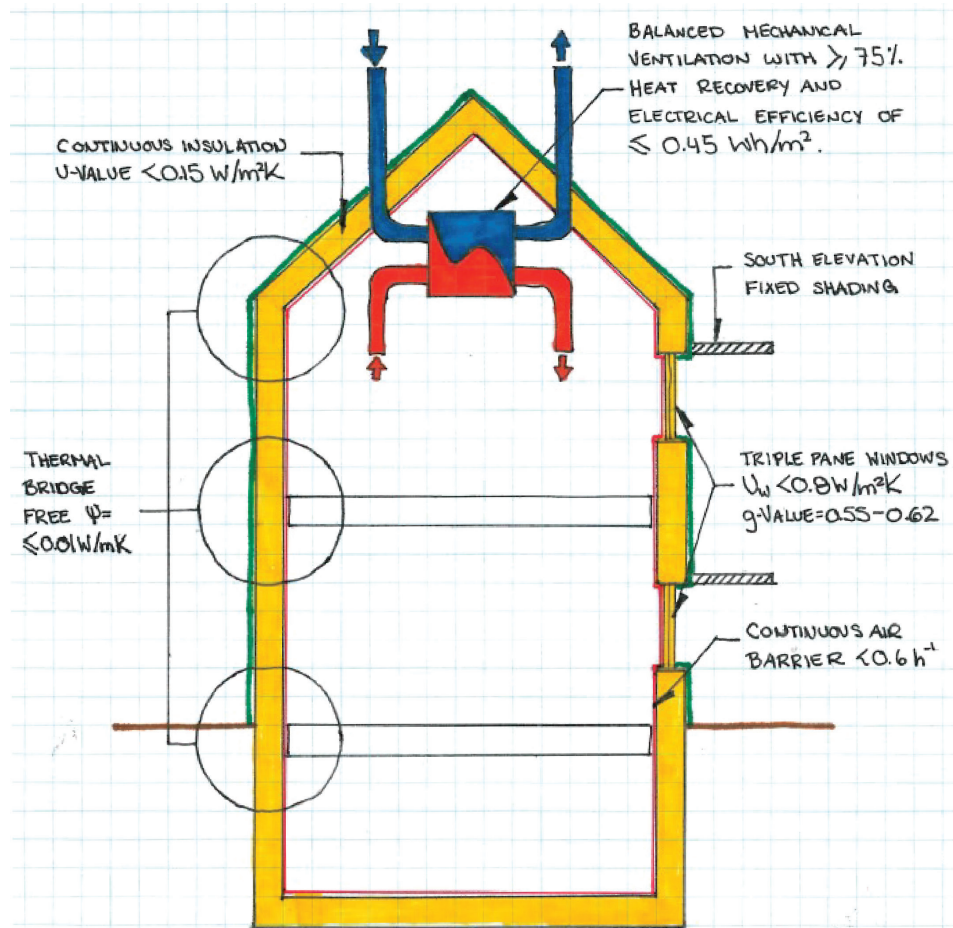 BALANCED MECHANICAL
VENTILATION WITH ⩾ 75%
HEAT RECOVERY AND
ELECTRICAL EFFICIENCY OF
⩽ 0.45 Wh/m².
CONTINUOUS INSULATION
U-VALUE <0.15 W/m²K
SOUTH ELEVATION
FIXED SHADING
THERMAL
BRIDGE
FREE Ψ=
⩽0.01W/mK
TRIPLE PANE WINDOWS
Uw <0.8W/m²K
g-VALUE=0.55-0.62
CONTINUOUS AIR
BARRIER <0.6 h⁻¹